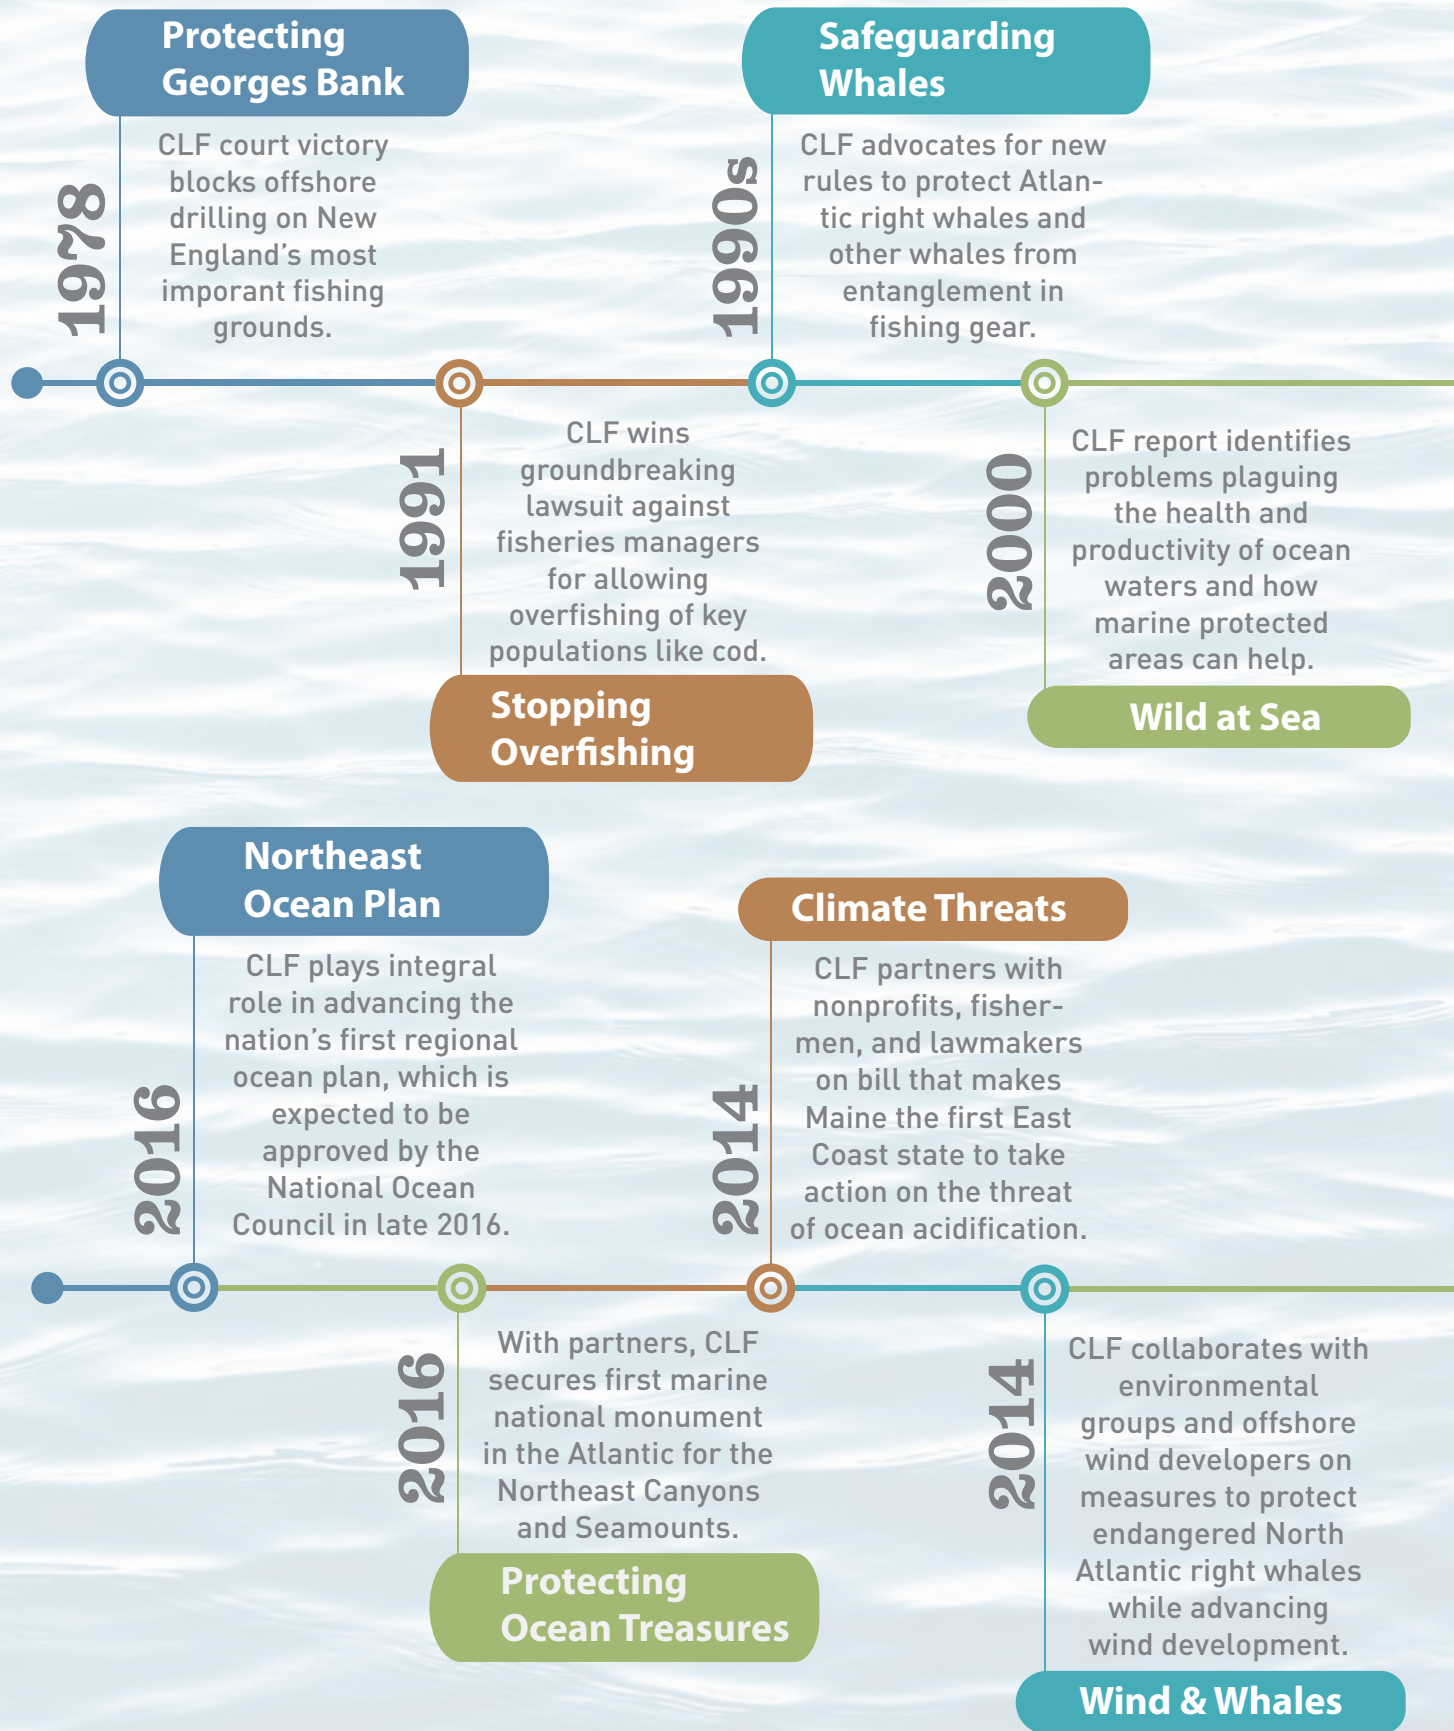 Protecting
Georges Bank
1978
CLF court victory
blocks offshore
drilling on New
England's most
imporant fishing
grounds.
1991
CLF wins
groundbreaking
lawsuit against
fisheries managers
for allowing
overfishing of key
populations like cod.
Stopping
Overfishing
Safeguarding
Whales
1990s
CLF advocates for new
rules to protect Atlan-
tic right whales and
other whales from
entanglement in
fishing gear.
2000
CLF report identifies
problems plaguing
the health and
productivity of ocean
waters and how
marine protected
areas can help.
Wild at Sea
Northeast
Ocean Plan
2016
CLF plays integral
role in advancing the
nation's first regional
ocean plan, which is
expected to be
approved by the
National Ocean
Council in late 2016.
2016
With partners, CLF
secures first marine
national monument
in the Atlantic for the
Northeast Canyons
and Seamounts.
Protecting
Ocean Treasures
Climate Threats
2014
CLF partners with
nonprofits, fisher-
men, and lawmakers
on bill that makes
Maine the first East
Coast state to take
action on the threat
of ocean acidification.
2014
CLF collaborates with
environmental
groups and offshore
wind developers on
measures to protect
endangered North
Atlantic right whales
while advancing
wind development.
Wind & Whales